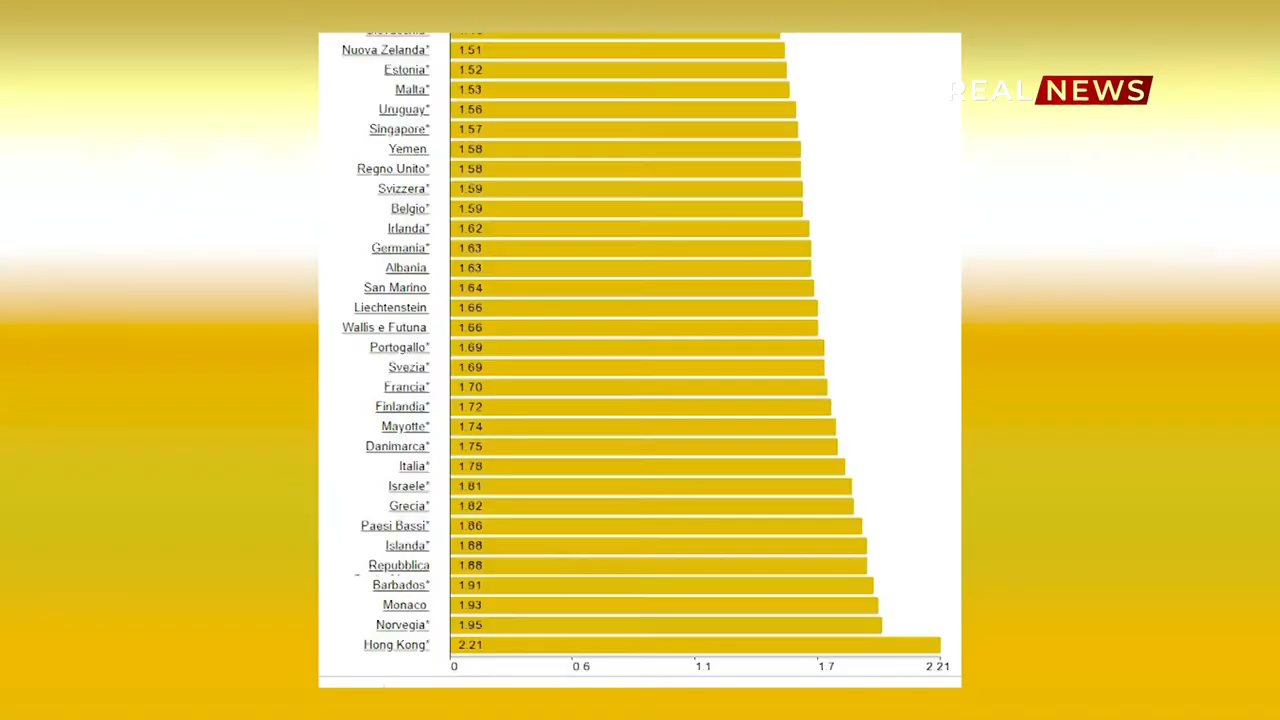 Nuova Zelanda* 1.51
REAL NEWS
Estonia* 1.52
Malta* 1.53
Uruguay* 1.56
Singapore* 1.57
Yemen 1.58
Regno Unito* 1.58
Svizzera* 1.59
Belgio* 1.59
Irlanda* 1.62
Germania* 1.63
Albania 1.63
San Marino 1.64
Liechtenstein 1.66
Wallis e Futuna 1.66
Portogallo* 1.69
Svezia* 1.69
Francia* 1.70
Finlandia* 1.72
Mayotte* 1.74
Danimarca* 1.75
Italia* 1.78
Israele* 1.81
Grecia* 1.82
Paesi Bassi* 1.86
Islanda* 1.88
Repubblica 1.88
Barbados* 1.91
Monaco 1.93
Norvegia* 1.95
Hong Kong* 2.21
0 0.6 1.1 1.7 2.21